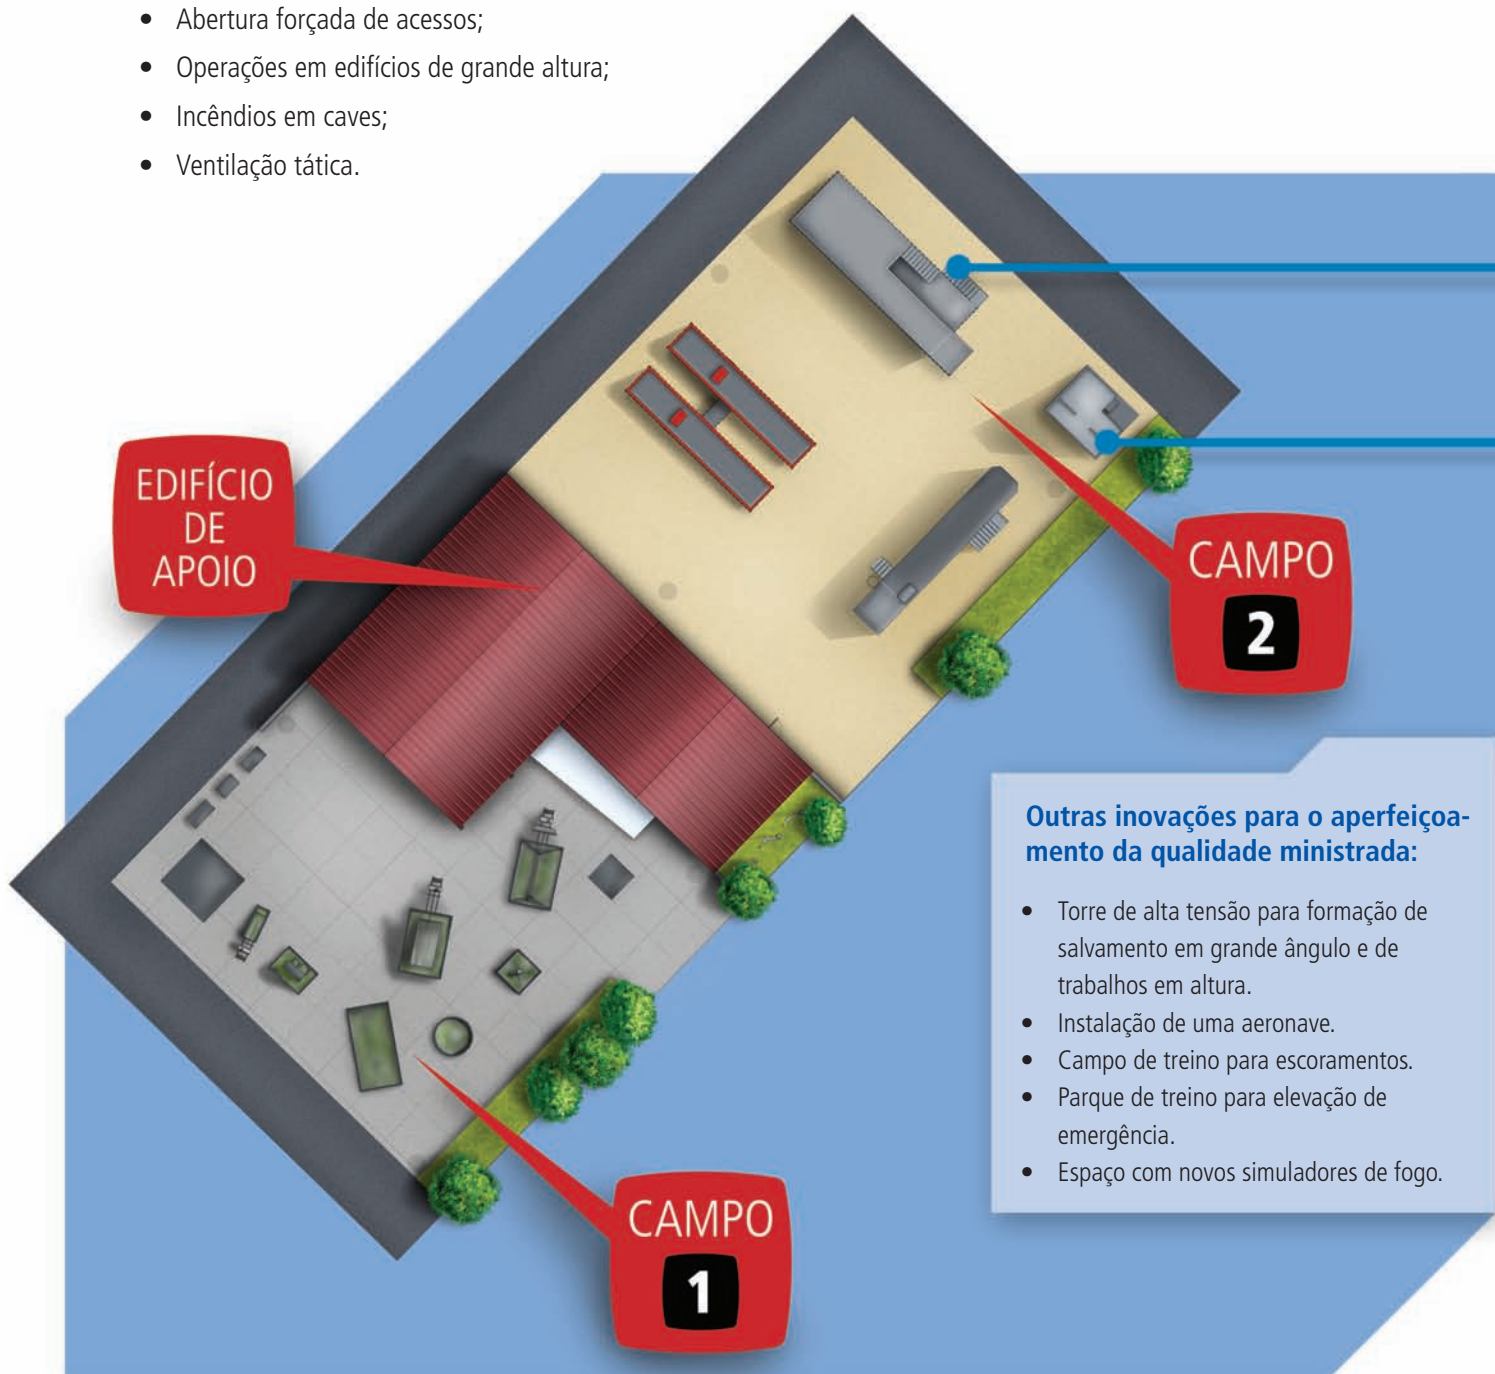 • Abertura forçada de acessos;
• Operações em edifícios de grande altura;
• Incêndios em caves;
• Ventilação tática.
EDIFÍCIO
DE
APOIO
CAMPO
2
Outras inovações para o aperfeiçoa-
mento da qualidade ministrada:
• Torre de alta tensão para formação de
salvamento em grande ângulo e de
trabalhos em altura.
• Instalação de uma aeronave.
• Campo de treino para escoramentos.
• Parque de treino para elevação de
emergência.
• Espaço com novos simuladores de fogo.
CAMPO
1